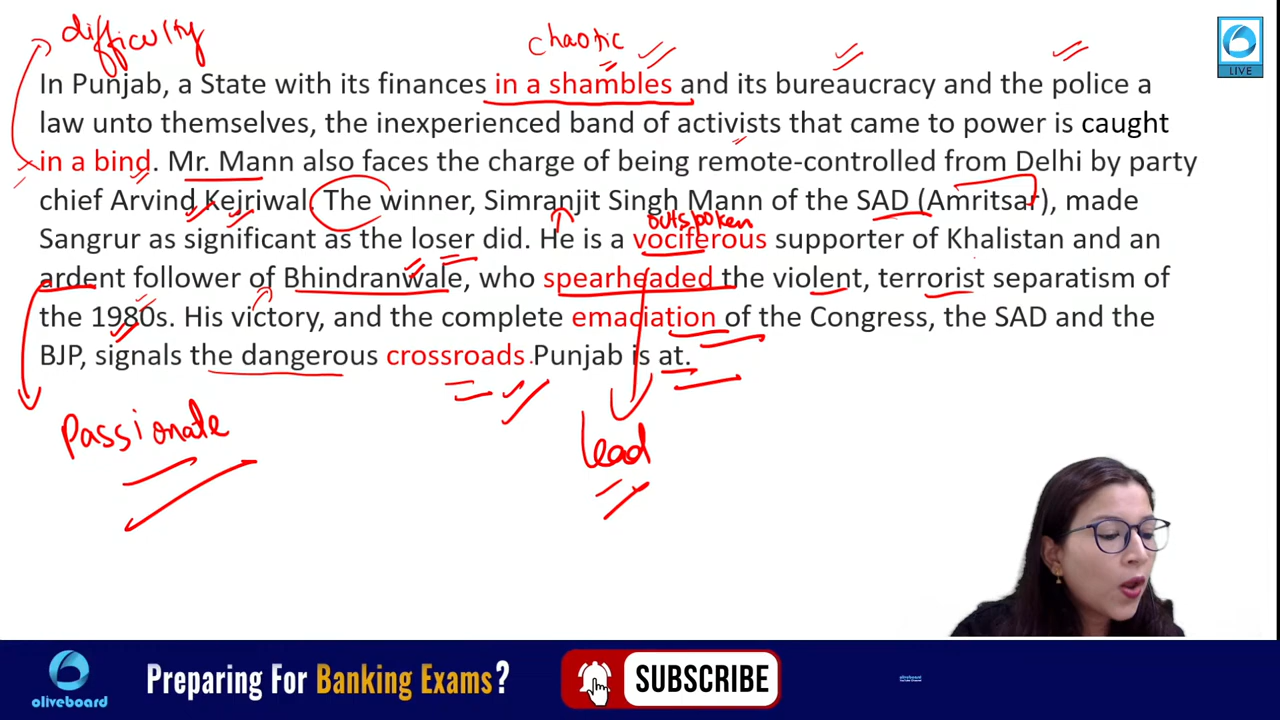 difficulty
chaotic
LIVE
In Punjab, a State with its finances in a shambles and its bureaucracy and the police a
law unto themselves, the inexperienced band of activists that came to power is caught
in a bind. Mr. Mann also faces the charge of being remote-controlled from Delhi by party
chief Arvind Kejriwal. The winner, Simranjit Singh Mann of the SAD (Amritsar), made
outspoken
Sangrur as significant as the loser did. He is a vociferous supporter of Khalistan and an
ardent follower of Bhindranwale, who spearheaded the violent, terrorist separatism of
the 1980s. His victory, and the complete emaciation of the Congress, the SAD and the
BJP, signals the dangerous crossroads Punjab is at.
Passionate
lead
oliveboard
Preparing For Banking Exams?
SUBSCRIBE
oliveboard